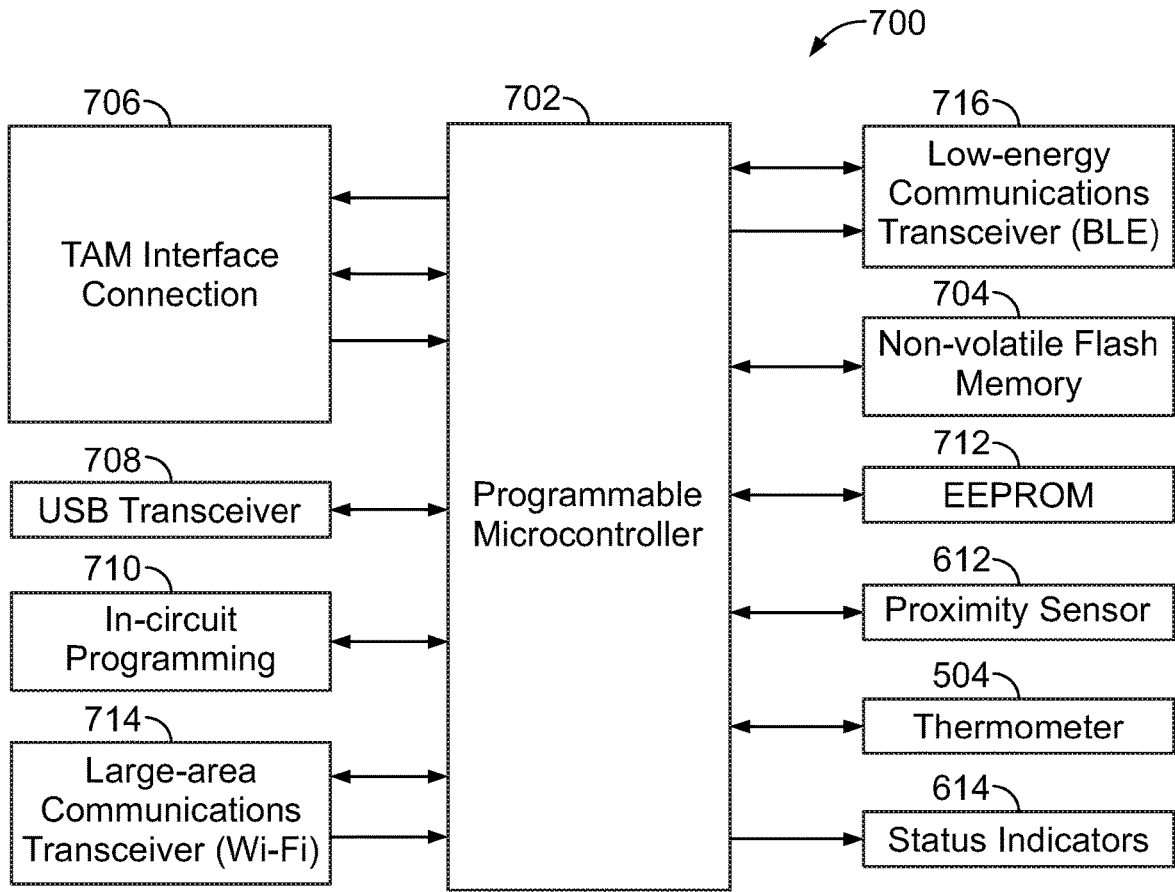 700
706
TAM Interface
Connection
708
USB Transceiver
710
In-circuit
Programming
714
Large-area
Communications
Transceiver (Wi-Fi)
702
Programmable
Microcontroller
716
Low-energy
Communications
Transceiver (BLE)
704
Non-volatile Flash
Memory
712
EEPROM
612
Proximity Sensor
504
Thermometer
614
Status Indicators